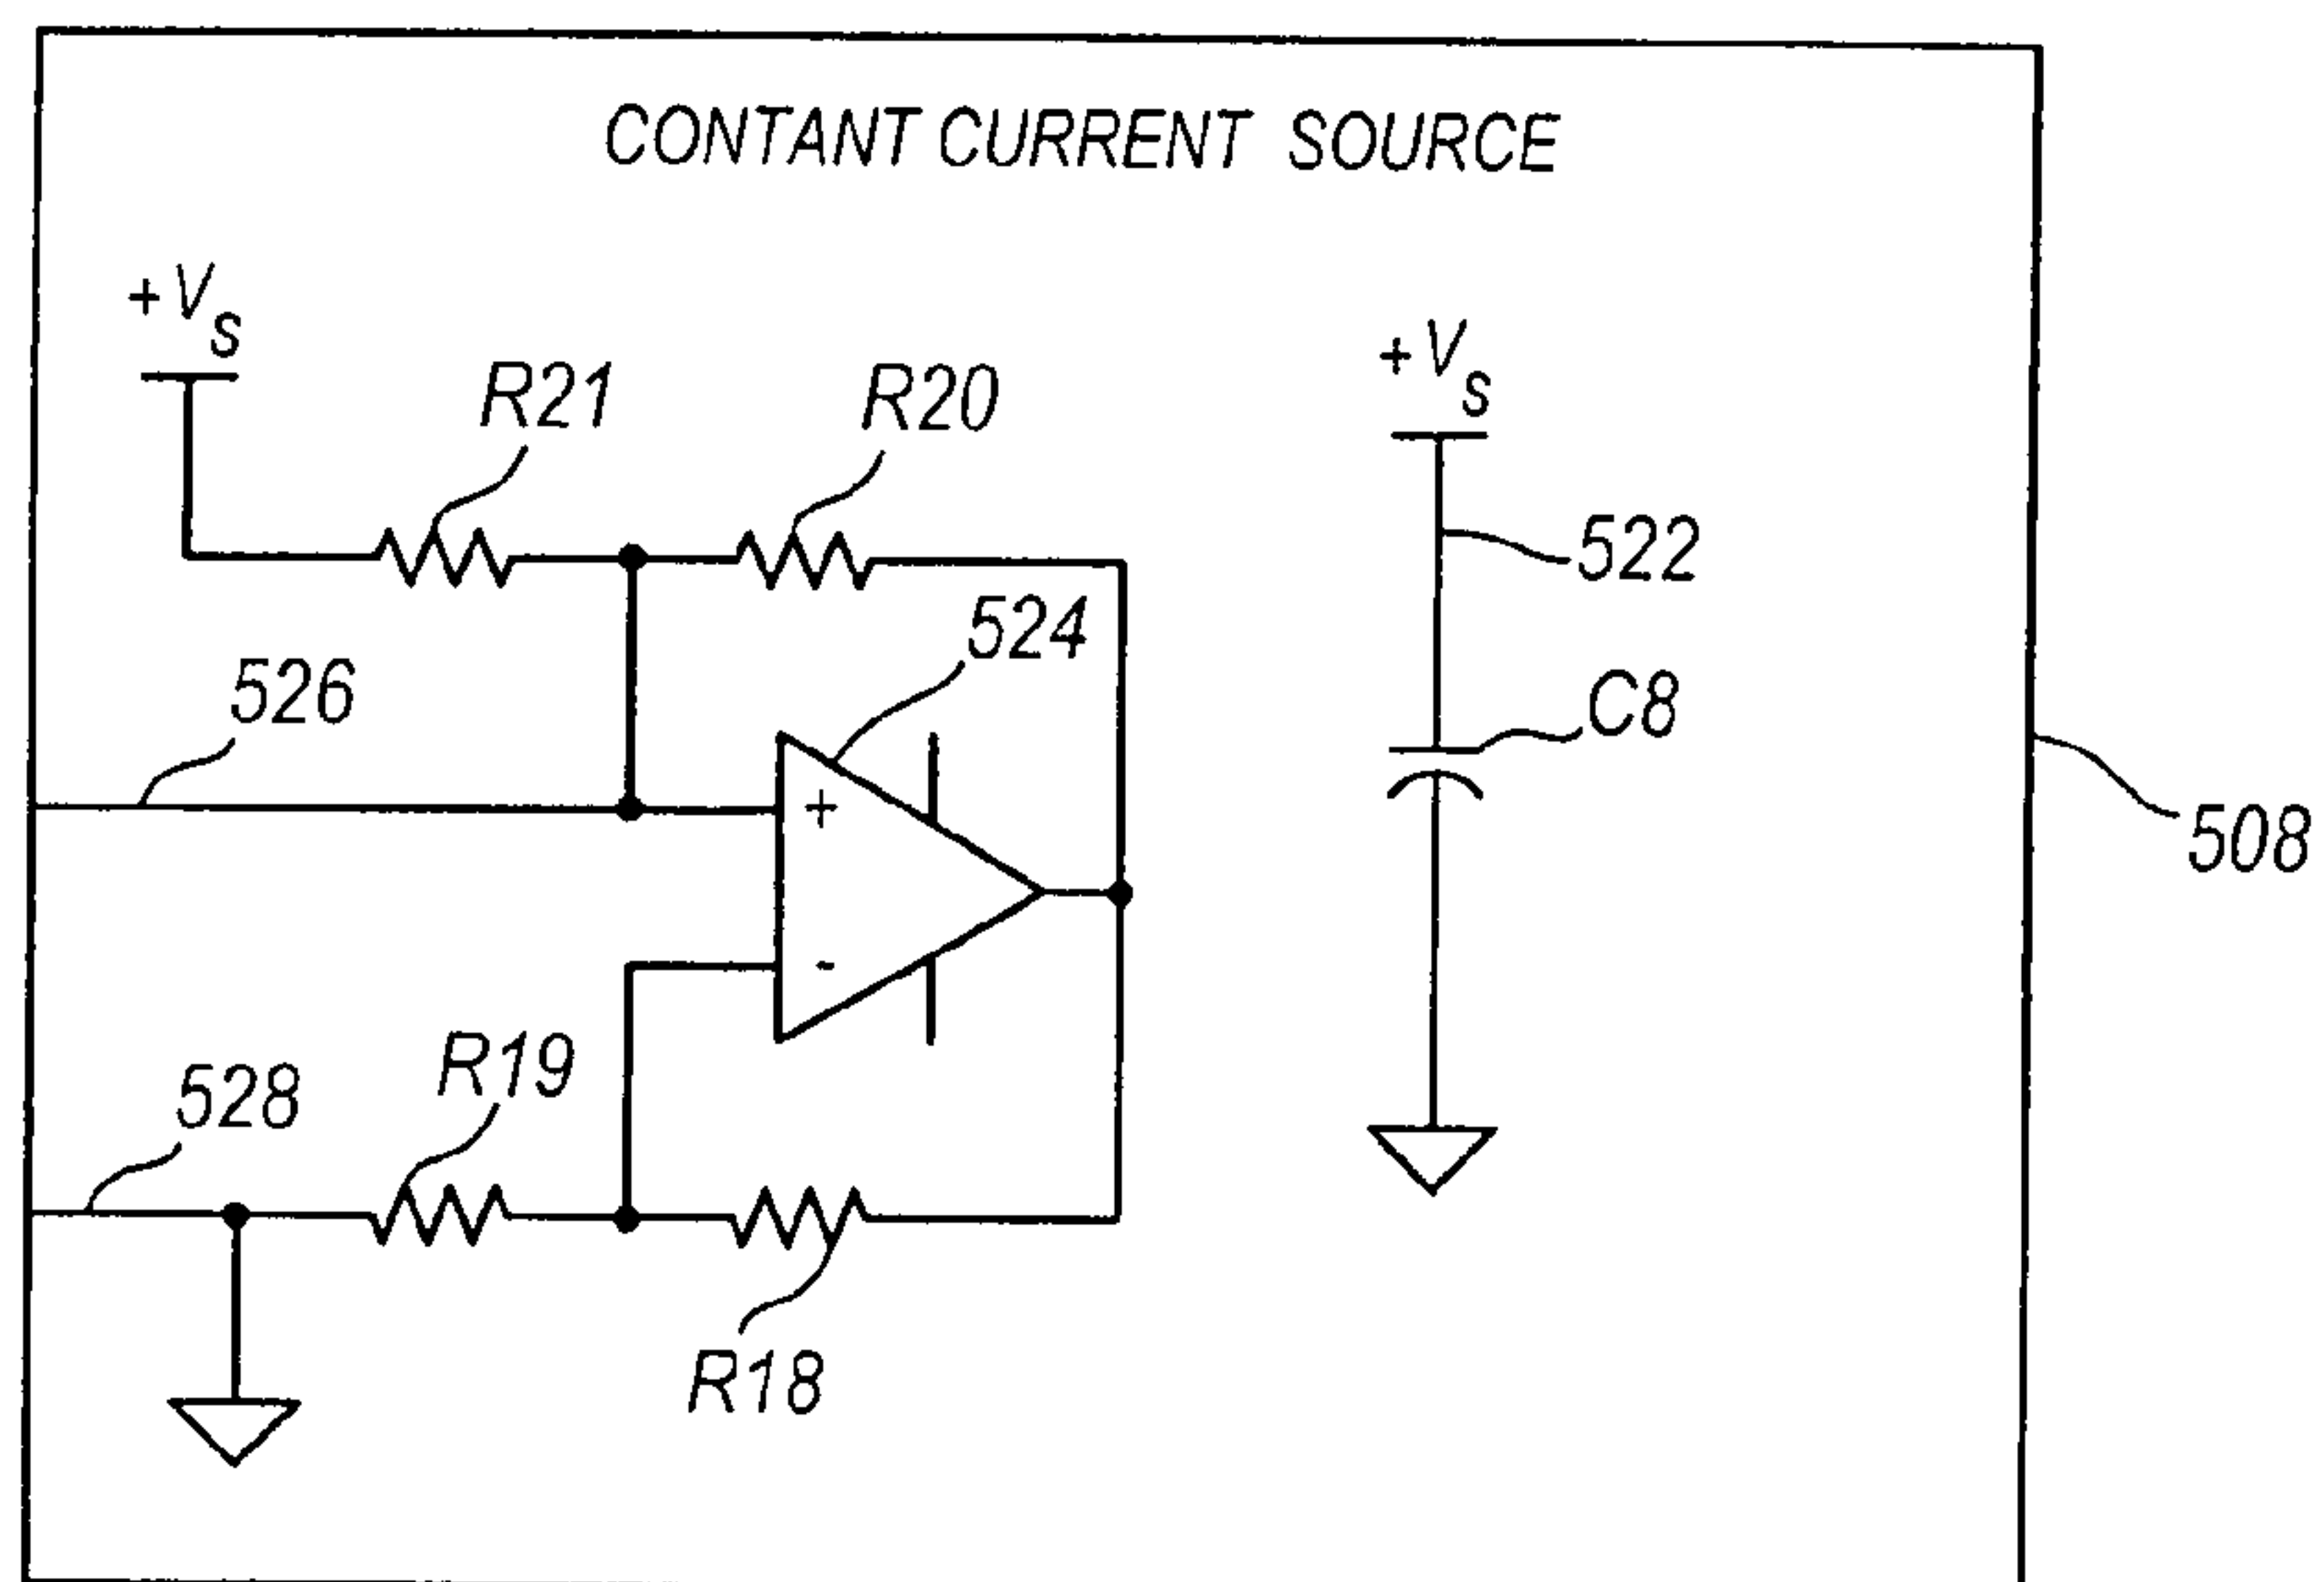 CONTANT CURRENT SOURCE
+VS
R21
R20
+VS
522
524
526
C8
508
+
-
R19
528
R18